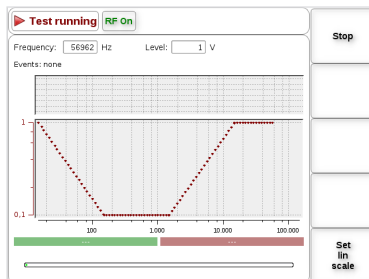 Test running RF On
Stop
Frequency: 56962 Hz Level: 1 V
Events: none
1
0,1
100 1.000 10.000 100.000
--- ---
Set
lin
scale